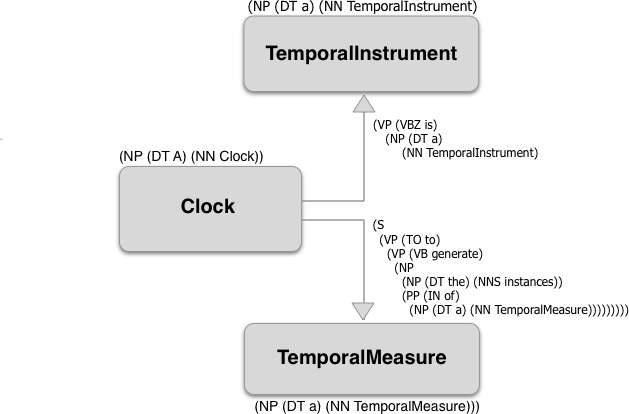 (NP (DT a) (NN TemporalInstrument)
TemporalInstrument
(VP (VBZ is)
(NP (DT a)
(NN TemporalInstrument)
(NP (DT A) (NN Clock))
Clock
(S
(VP (TO to)
(VP (VB generate)
(NP
(NP (DT the) (NNS instances))
(PP (IN of)
(NP (DT a) (NN TemporalMeasure)))))))))
TemporalMeasure
(NP (DT a) (NN TemporalMeasure)))